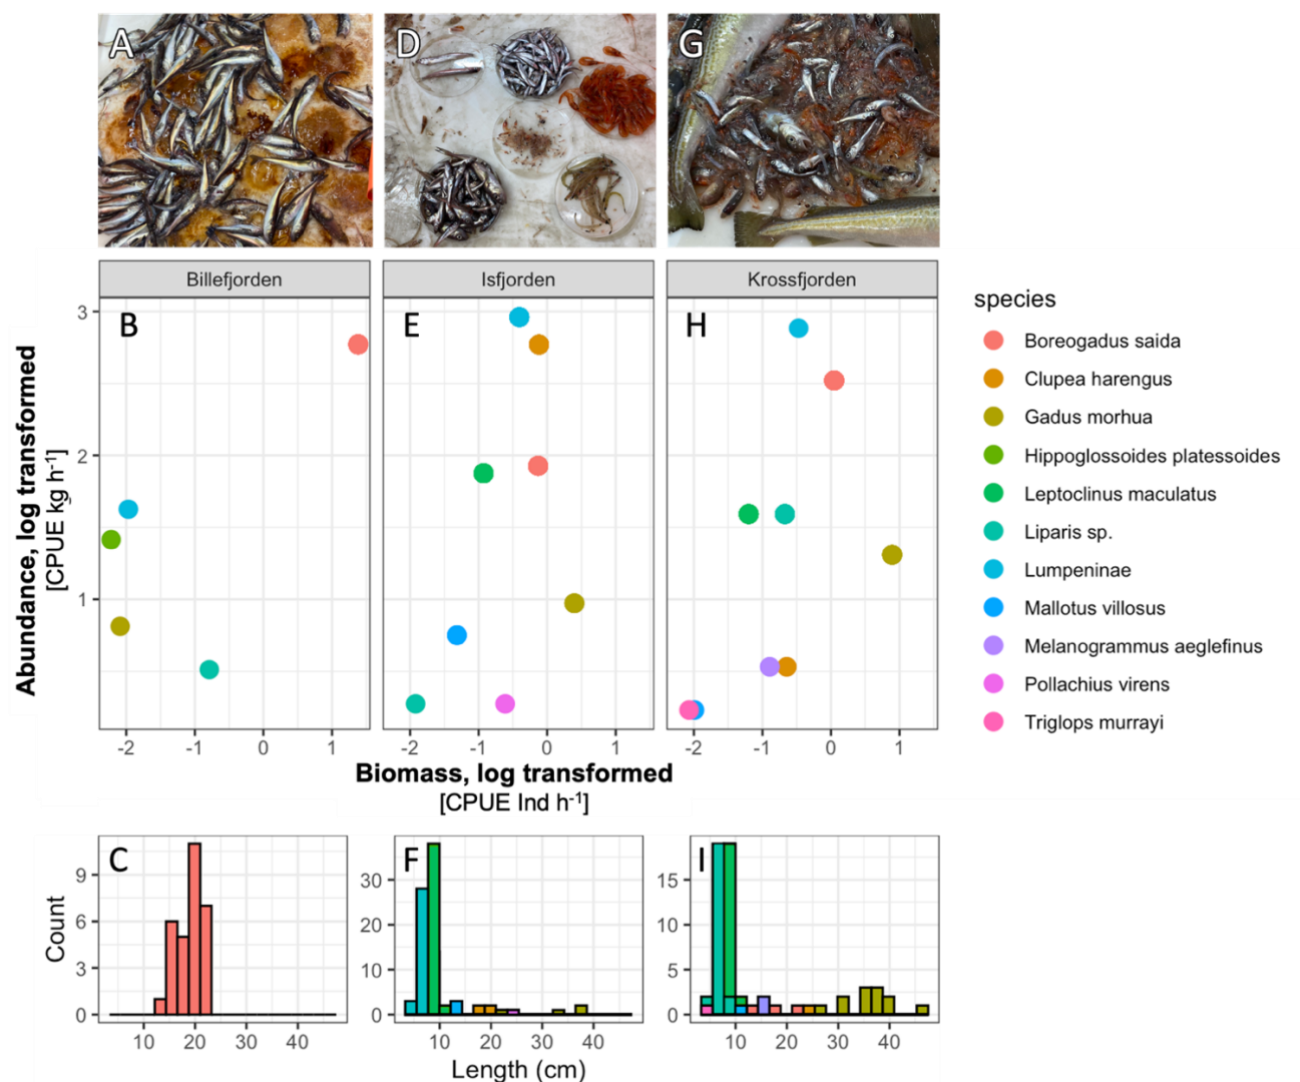 A
D
G
Billefjorden
Isfjorden
Krossfjorden
B
E
H
3
2
1
Abundance, log transformed
[CPUE kg h-1]
-2 -1 0 1
-2 -1 0 1
-2 -1 0 1
Biomass, log transformed
[CPUE Ind h-1]
species
Boreogadus saida
Clupea harengus
Gadus morhua
Hippoglossoides platessoides
Leptoclinus maculatus
Liparis sp.
Lumpeninae
Mallotus villosus
Melanogrammus aeglefinus
Pollachius virens
Triglops murrayi
C
F
I
Count
9
6
3
0
10 20 30 40
30
20
10
0
10 20 30 40
15
10
5
0
10 20 30 40
Length (cm)